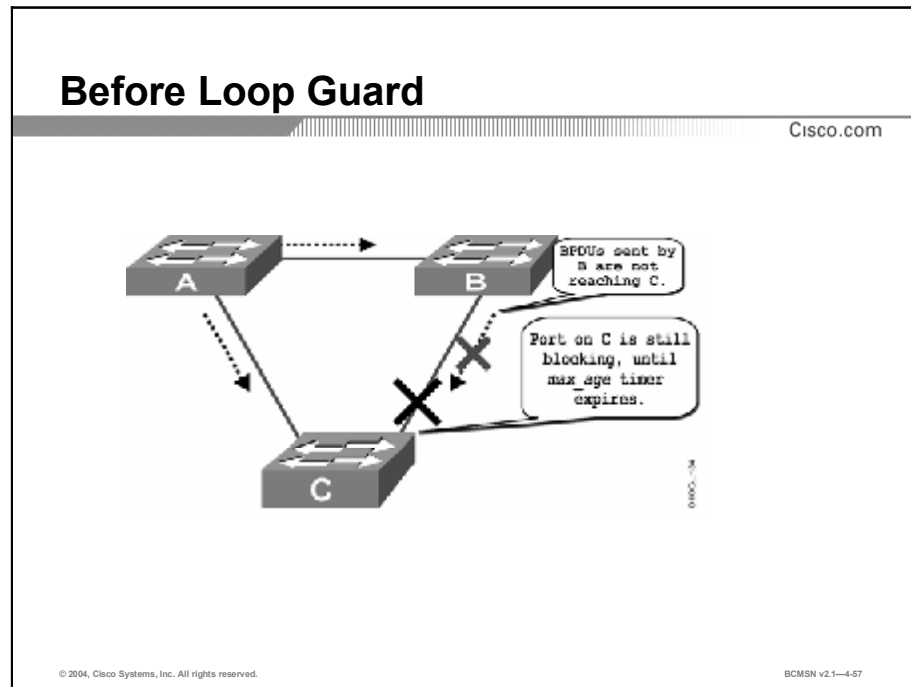 Before Loop Guard
Cisco.com
A
B
BPDUs sent by
B are not
reaching C.
Port on C is still
blocking, until
max_age timer
expires.
C
© 2004, Cisco Systems, Inc. All rights reserved.
BCMSN v2.1—4-57